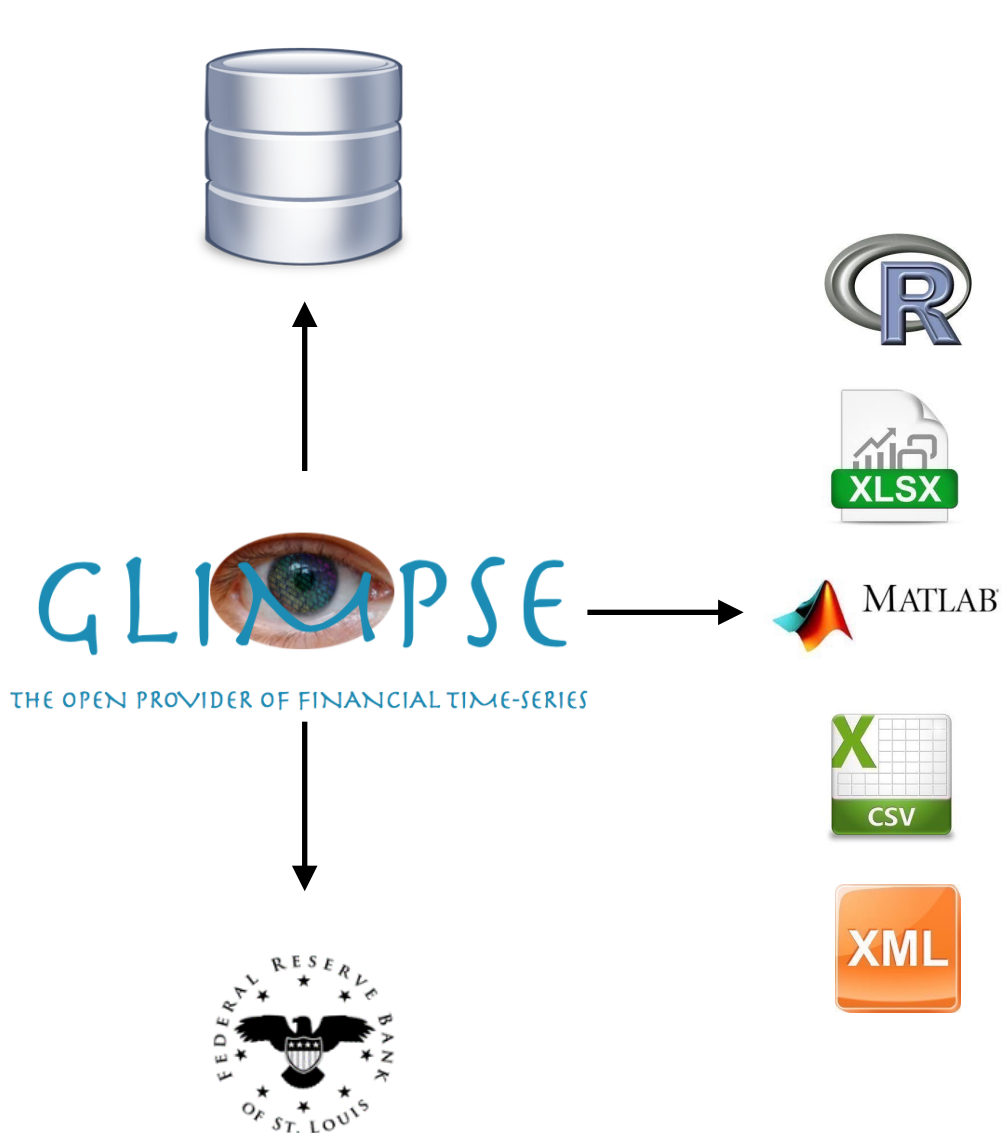 R
XLSX
GLIMPSE
MATLAB
THE OPEN PROVIDER OF FINANCIAL TIME-SERIES
X
CSV
XML
FEDERAL RESERVE BANK
OF ST. LOUIS